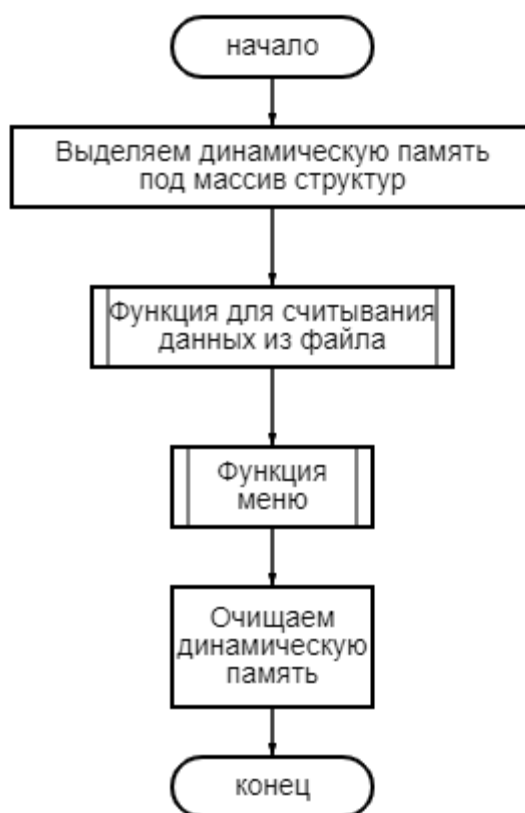 начало
Выделяем динамическую память
под массив структур
Функция для считывания
данных из файла
Функция
меню
Очищаем
динамическую
память
конец